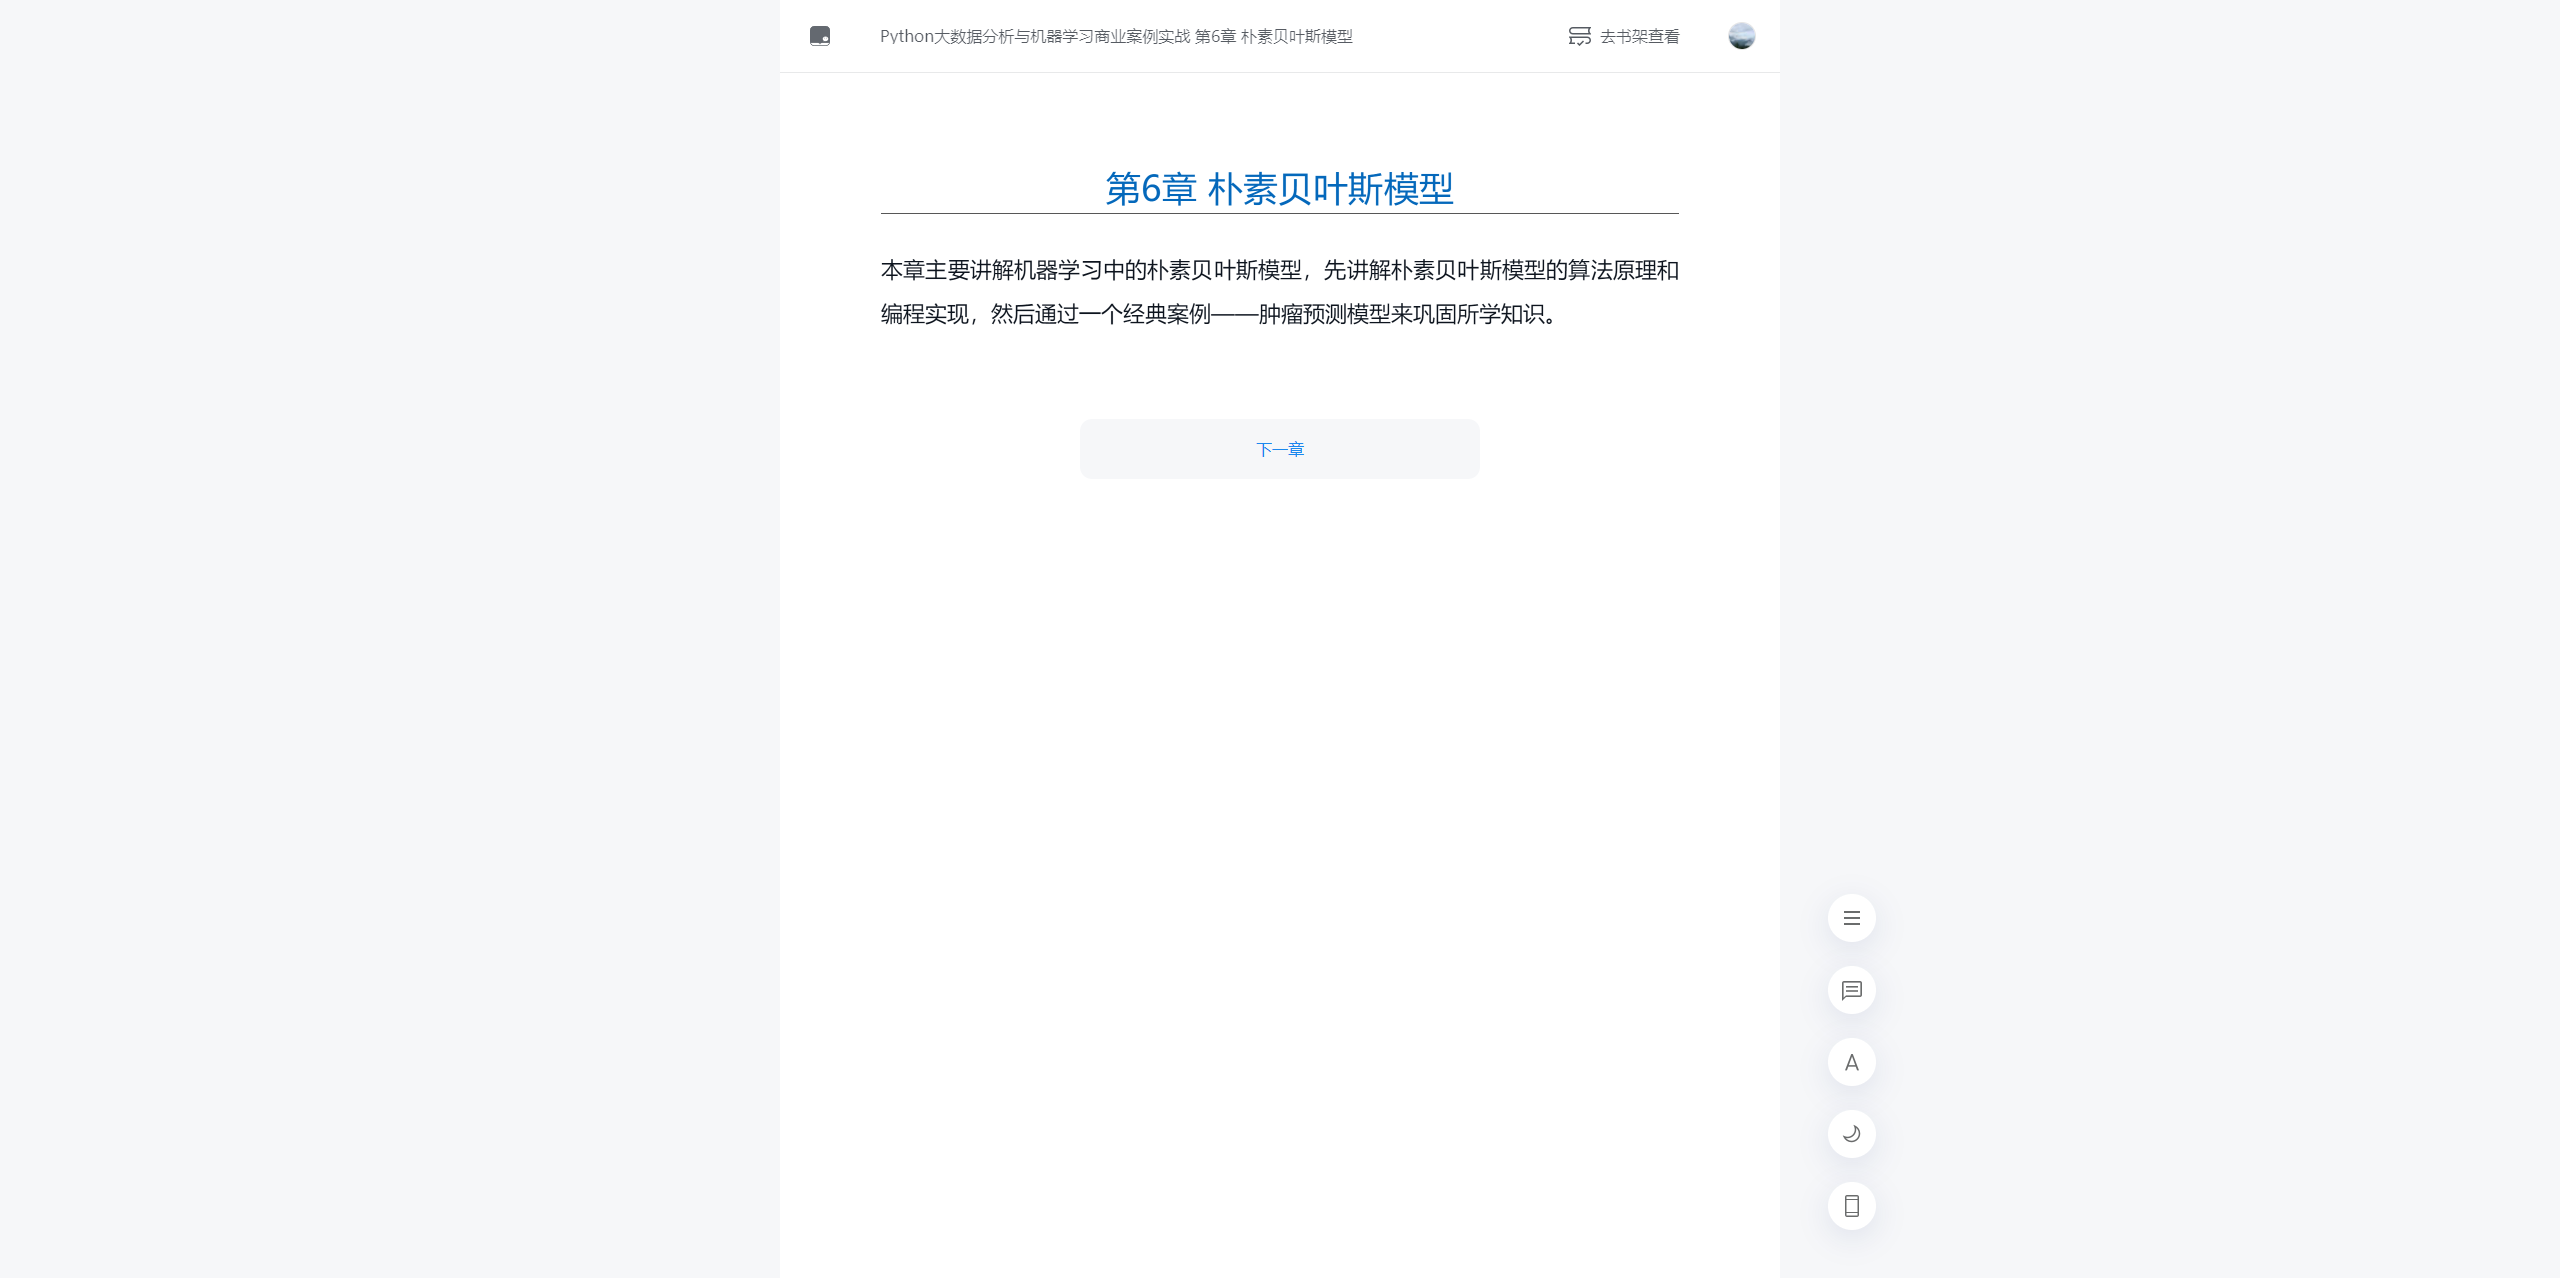 Python大数据分析与机器学习商业案例实战 第6章 朴素贝叶斯模型
去书架查看
第6章 朴素贝叶斯模型
本章主要讲解机器学习中的朴素贝叶斯模型，先讲解朴素贝叶斯模型的算法原理和
编程实现，然后通过一个经典案例——肿瘤预测模型来巩固所学知识。
下一章
A